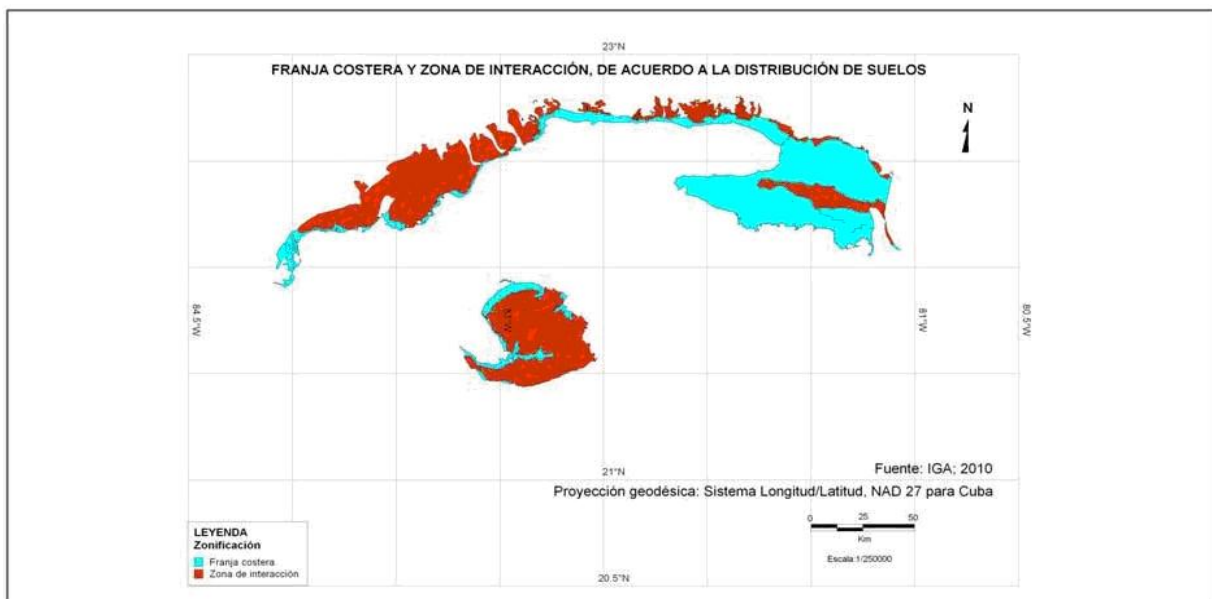 23°N
FRANJA COSTERA Y ZONA DE INTERACCIÓN, DE ACUERDO A LA DISTRIBUCIÓN DE SUELOS
N
84.5°W
81°W
80.5°W
21°N
Fuente: IGA; 2010
Proyección geodésica: Sistema Longitud/Latitud, NAD 27 para Cuba
0 25 50
Km
Escala:1/250000
LEYENDA
Zonificación
Franja costera
Zona de interacción
20.5°N